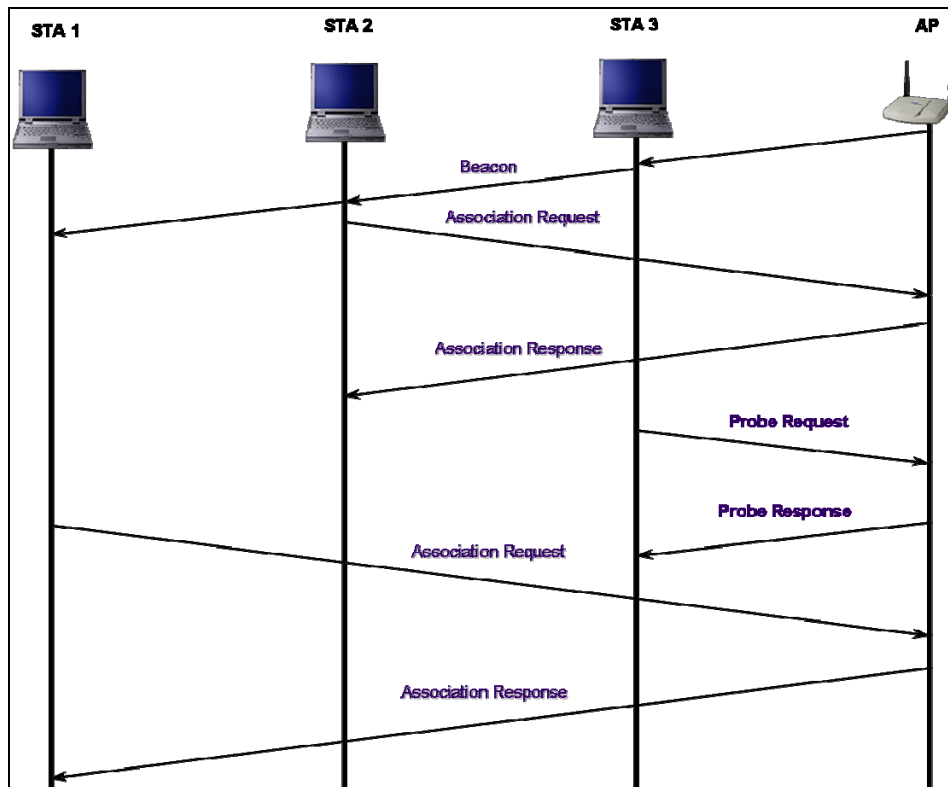 STA 1
STA 2
STA 3
AP
Beacon
Association Request
Association Response
Probe Request
Probe Response
Association Request
Association Response